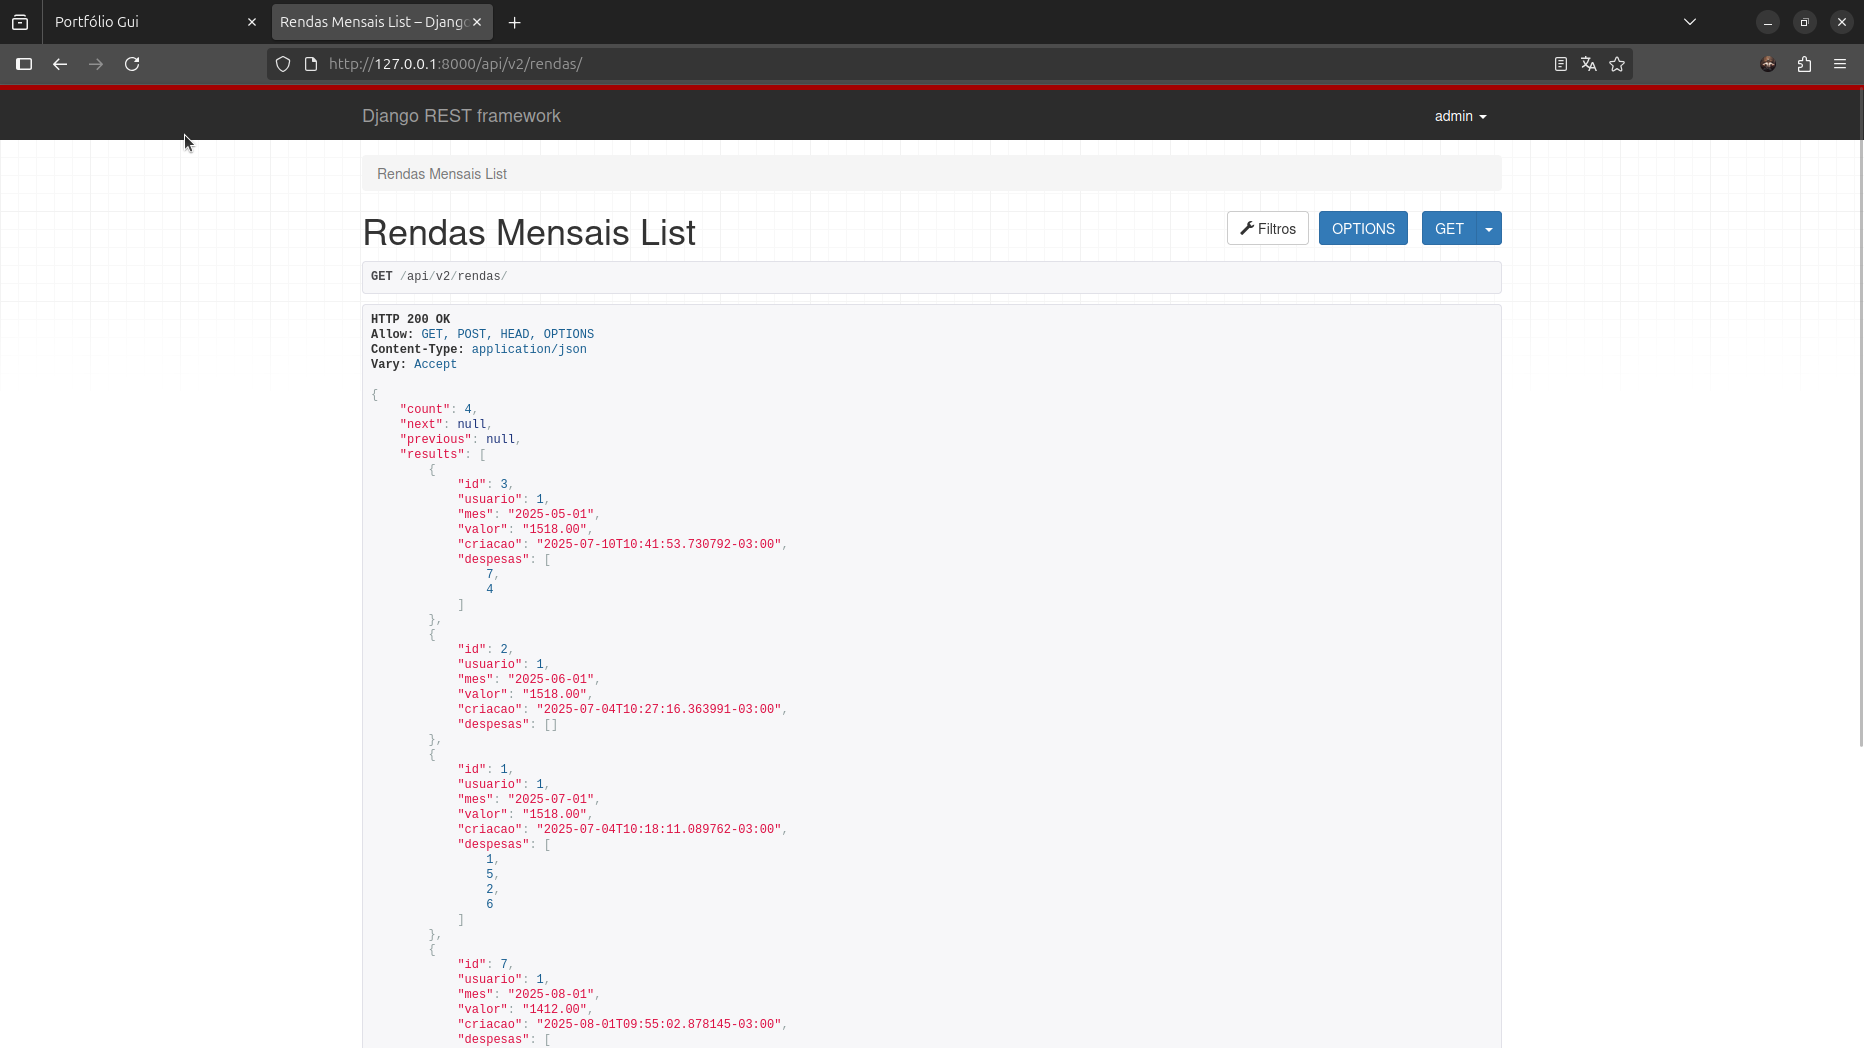 Portfólio Gui
Rendas Mensais List – Django
http://127.0.0.1:8000/api/v2/rendas/
Django REST framework
admin
Rendas Mensais List
Rendas Mensais List
Filtros
OPTIONS
GET
GET /api/v2/rendas/
HTTP 200 OK
Allow: GET, POST, HEAD, OPTIONS
Content-Type: application/json
Vary: Accept
{
"count": 4,
"next": null,
"previous": null,
"results": [
{
"id": 3,
"usuario": 1,
"mes": "2025-05-01",
"valor": "1518.00",
"criacao": "2025-07-10T10:41:53.730792-03:00",
"despesas": [
7,
4
]
},
{
"id": 2,
"usuario": 1,
"mes": "2025-06-01",
"valor": "1518.00",
"criacao": "2025-07-04T10:27:16.363991-03:00",
"despesas": []
},
{
"id": 1,
"usuario": 1,
"mes": "2025-07-01",
"valor": "1518.00",
"criacao": "2025-07-04T10:18:11.089762-03:00",
"despesas": [
1,
5,
2,
6
]
},
{
"id": 7,
"usuario": 1,
"mes": "2025-08-01",
"valor": "1412.00",
"criacao": "2025-08-01T09:55:02.878145-03:00",
"despesas": [